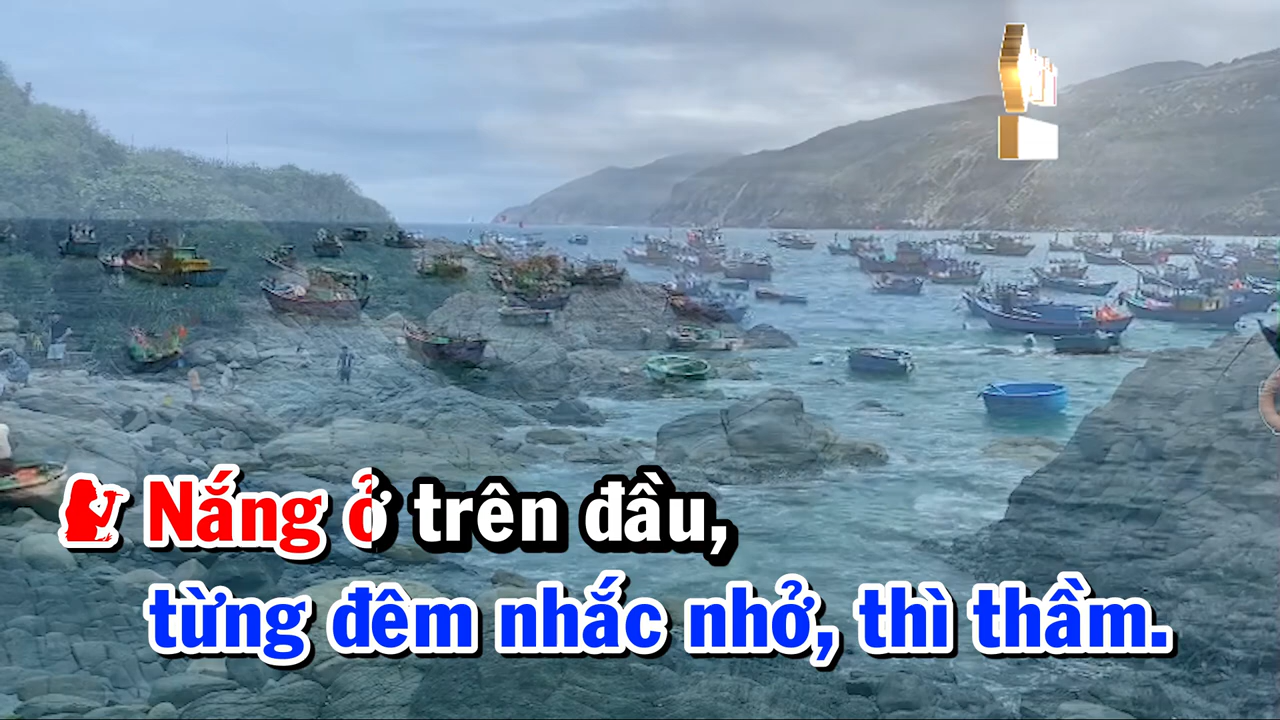 Nắng ở trên đầu,
từng đêm nhắc nhở, thì thầm.